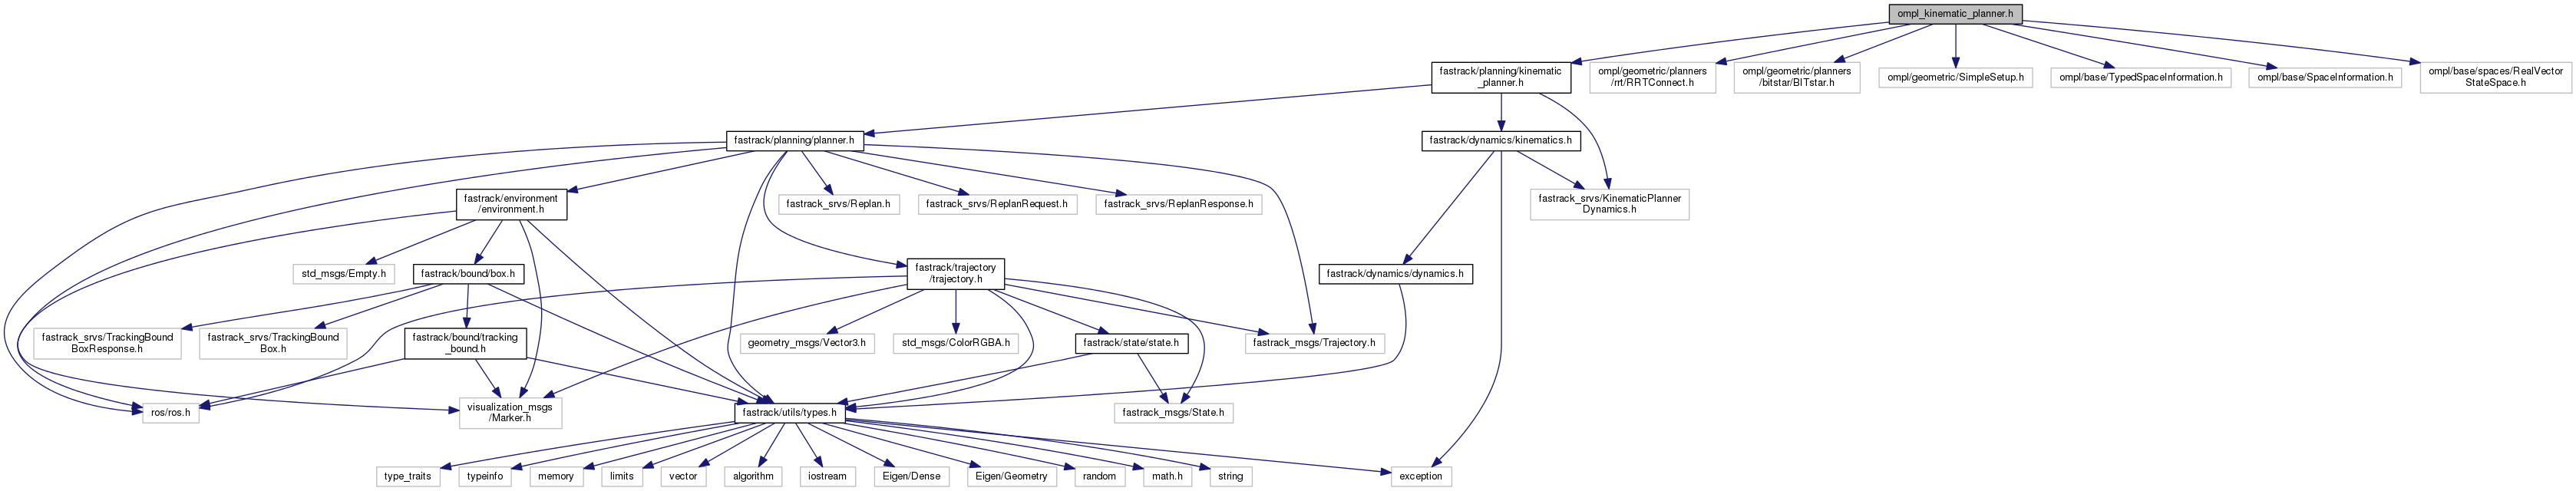 ompl_kinematic_planner.h
fastrack/planning/kinematic
_planner.h
ompl/geometric/planners
/rrt/RRTConnect.h
ompl/geometric/planners
/bitstar/BITstar.h
ompl/geometric/SimpleSetup.h
ompl/base/TypedSpaceInformation.h
ompl/base/SpaceInformation.h
ompl/base/spaces/RealVector
StateSpace.h
fastrack/planning/planner.h
fastrack/dynamics/kinematics.h
fastrack/environment
/environment.h
fastrack_srvs/Replan.h
fastrack_srvs/ReplanRequest.h
fastrack_srvs/ReplanResponse.h
fastrack_srvs/KinematicPlanner
Dynamics.h
std_msgs/Empty.h
fastrack/bound/box.h
fastrack/trajectory
/trajectory.h
fastrack/dynamics/dynamics.h
fastrack_srvs/TrackingBound
BoxResponse.h
fastrack_srvs/TrackingBound
Box.h
fastrack/bound/tracking
_bound.h
geometry_msgs/Vector3.h
std_msgs/ColorRGBA.h
fastrack/state/state.h
fastrack_msgs/Trajectory.h
ros/ros.h
visualization_msgs
/Marker.h
fastrack/utils/types.h
fastrack_msgs/State.h
type_traits
typeinfo
memory
limits
vector
algorithm
iostream
Eigen/Dense
Eigen/Geometry
random
math.h
string
exception